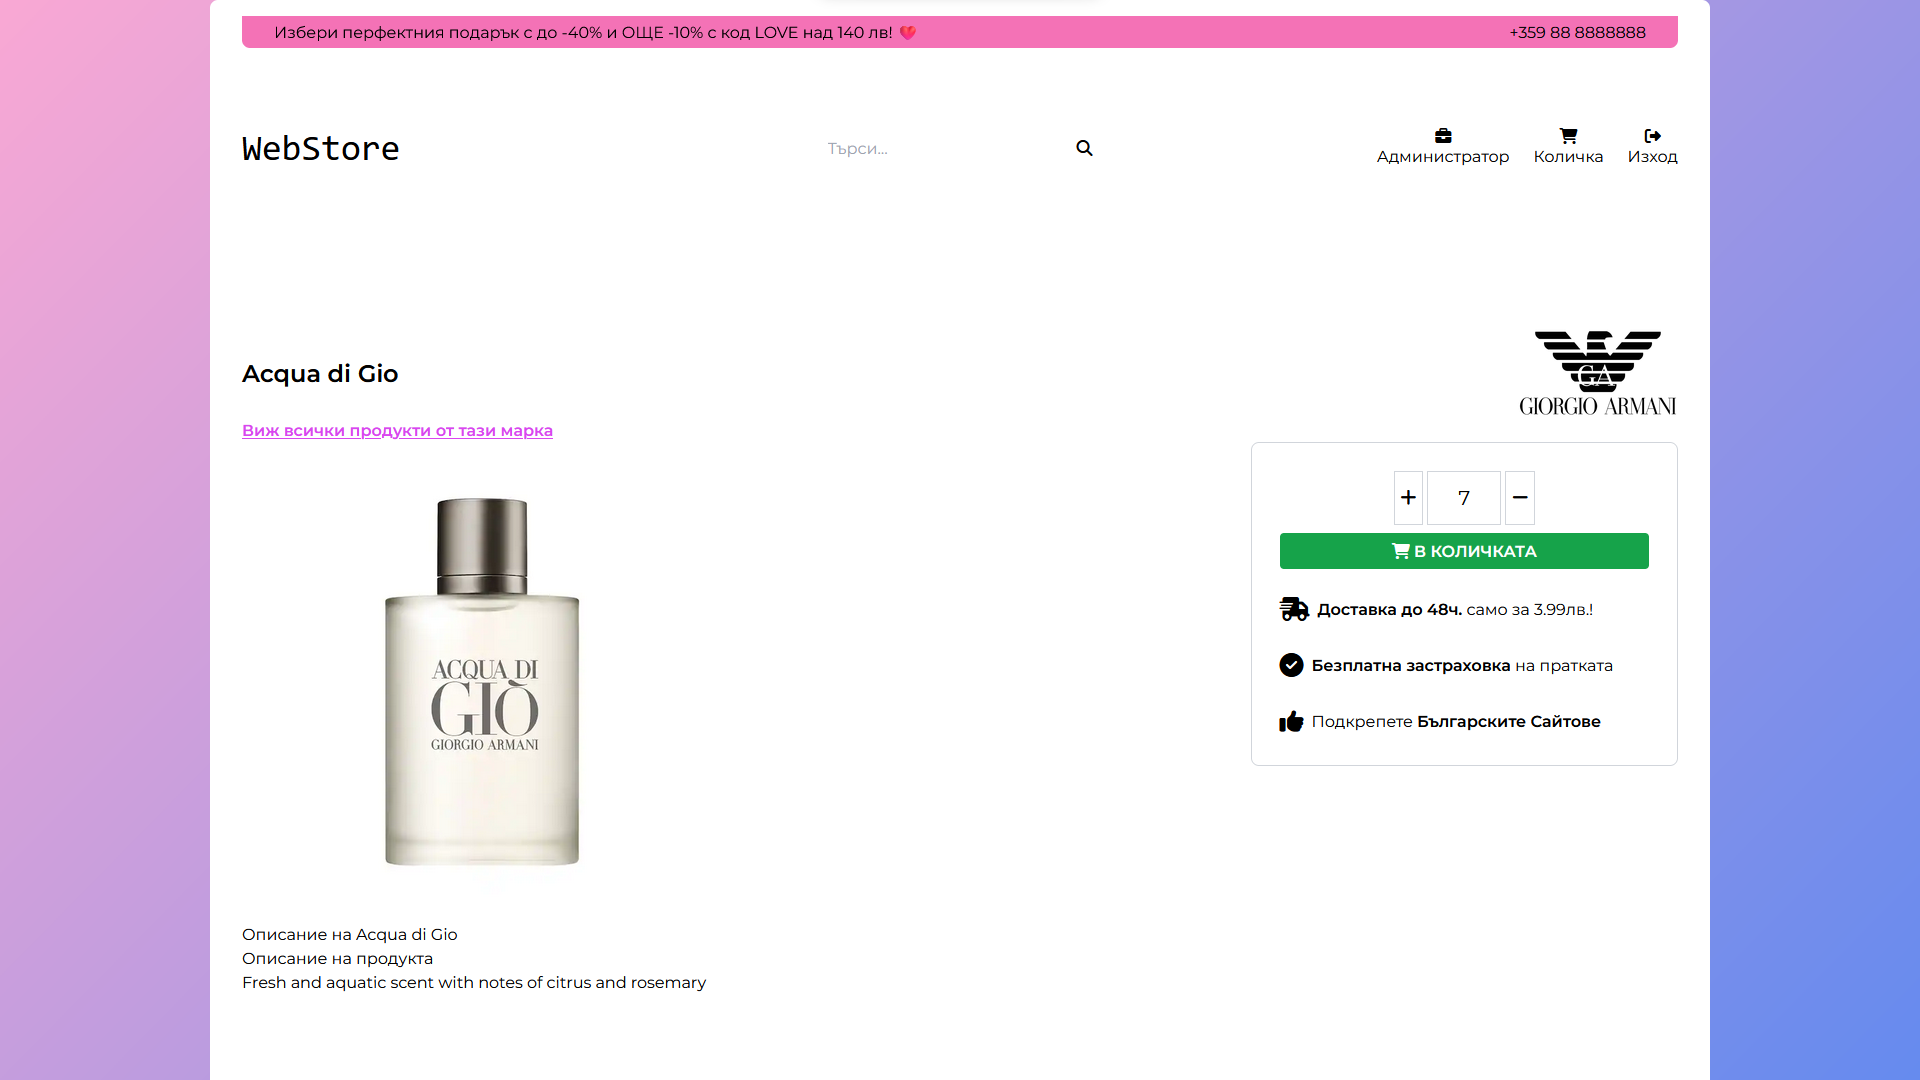 Избери перфектния подарък с до -40% и ОЩЕ -10% с код LOVE над 140 лв! ❤
+359 88 8888888
WebStore
Търси...
Администратор
Количка
Изход
GA
GIORGIO ARMANI
Acqua di Gio
Виж всички продукти от тази марка
ACQUA DI
GIÒ
GIORGIO ARMANI
+ 7 −
В КОЛИЧКАТА
Доставка до 48ч. само за 3.99лв.!
Безплатна застраховка на пратката
Подкрепете Българските Сайтове
Описание на Acqua di Gio
Описание на продукта
Fresh and aquatic scent with notes of citrus and rosemary